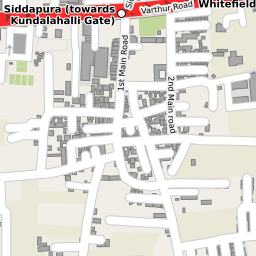 Siddapura (towards
Kundalahalli Gate)
Varthur Road
Whitefield
1st Main Road
2nd Main road